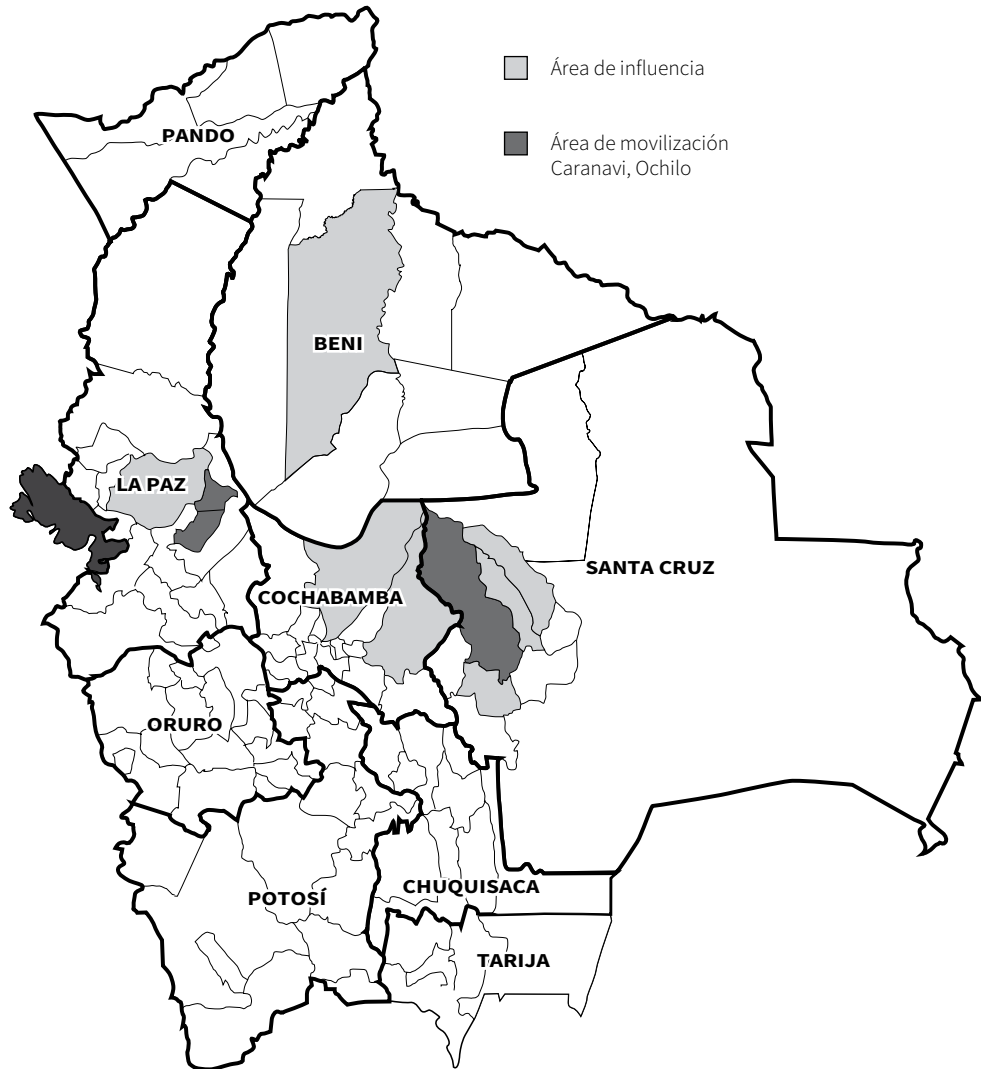 Área de influencia
Área de movilización
Caranavi, Ochilo
PANDO
BENI
LA PAZ
SANTA CRUZ
COCHABAMBA
ORURO
POTOSÍ
CHUQUISACA
TARIJA